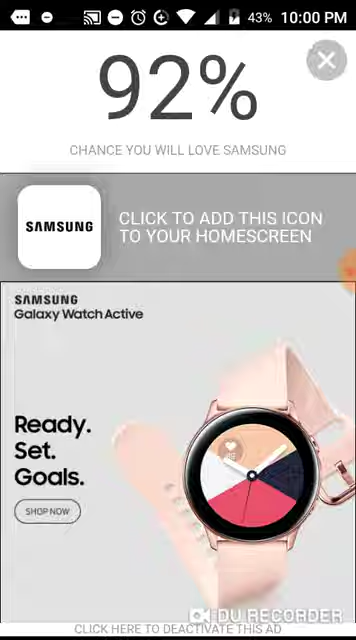 43% 10:00 PM
92%
CHANCE YOU WILL LOVE SAMSUNG
SAMSUNG
CLICK TO ADD THIS ICON
TO YOUR HOMESCREEN
SAMSUNG
Galaxy Watch Active
Ready.
Set.
Goals.
SHOP NOW
DU RECORDER
CLICK HERE TO DEACTIVATE THIS AD